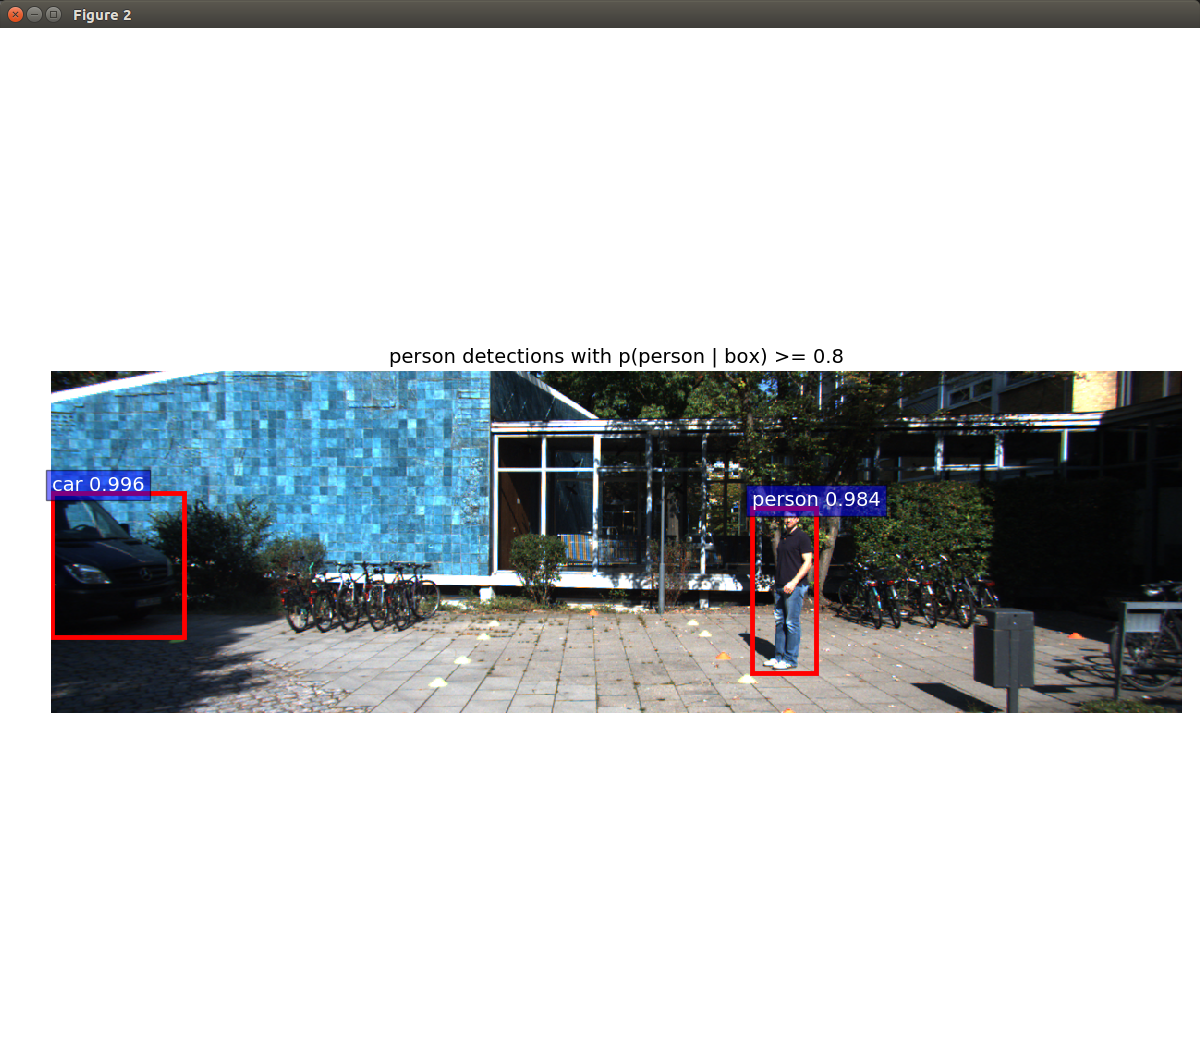 Figure 2
person detections with p(person | box) >= 0.8
car 0.996
person 0.984